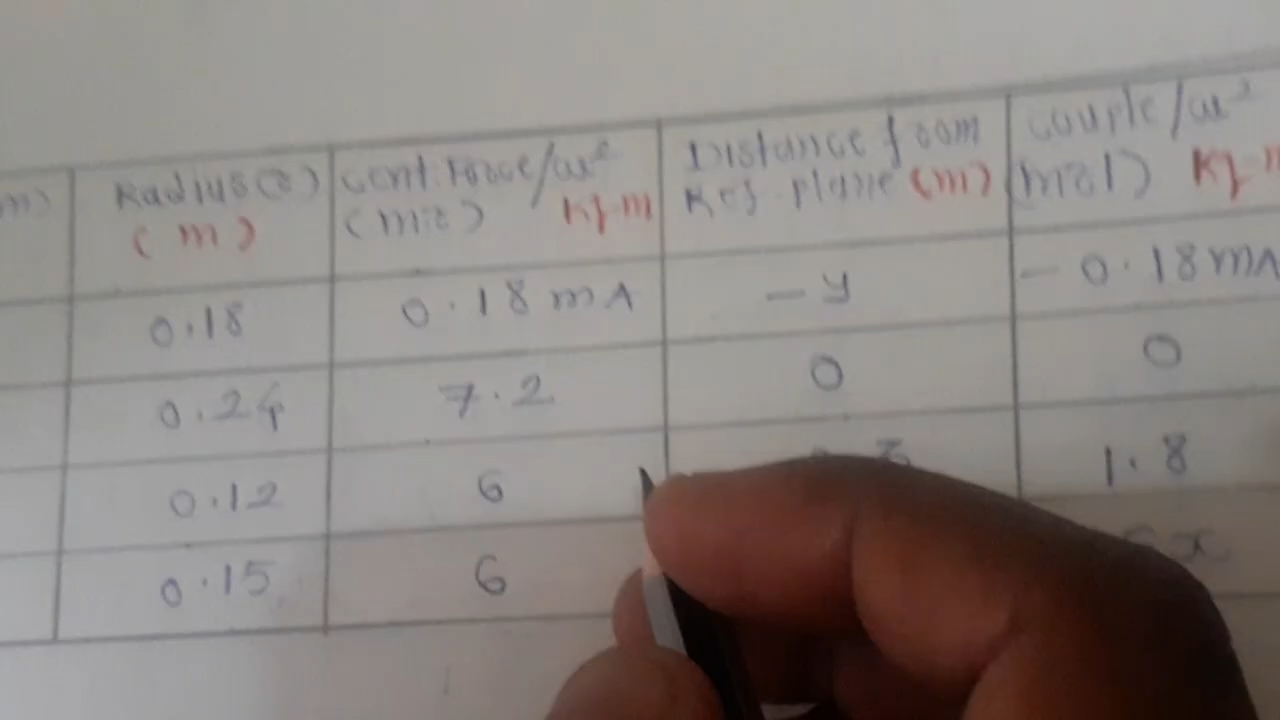 m) Radius(r) cent.Force/ω² Distance from couple/ω²
(m) (mr) kg-m Ref. plane (m) (mrl) kg-m
0.18 0.18 mA -y - 0.18 mA
0.24 7.2 0 0
0.12 6 1.8
0.15 6 x